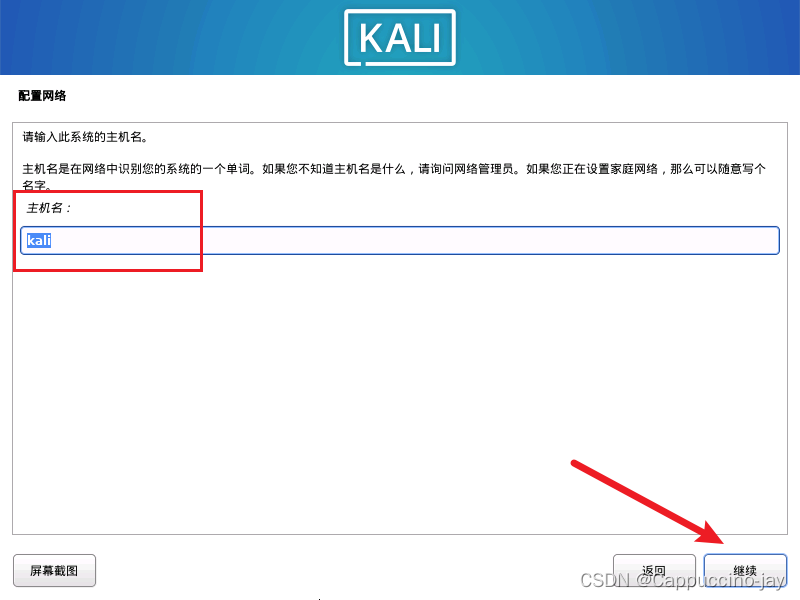 KALI
配置网络
请输入此系统的主机名。
主机名是在网络中识别您的系统的一个单词。如果您不知道主机名是什么，请询问网络管理员。如果您正在设置家庭网络，那么可以随意写个
名字。
主机名：
kali
屏幕截图
返回
继续
CSDN @Cappuccino-jay